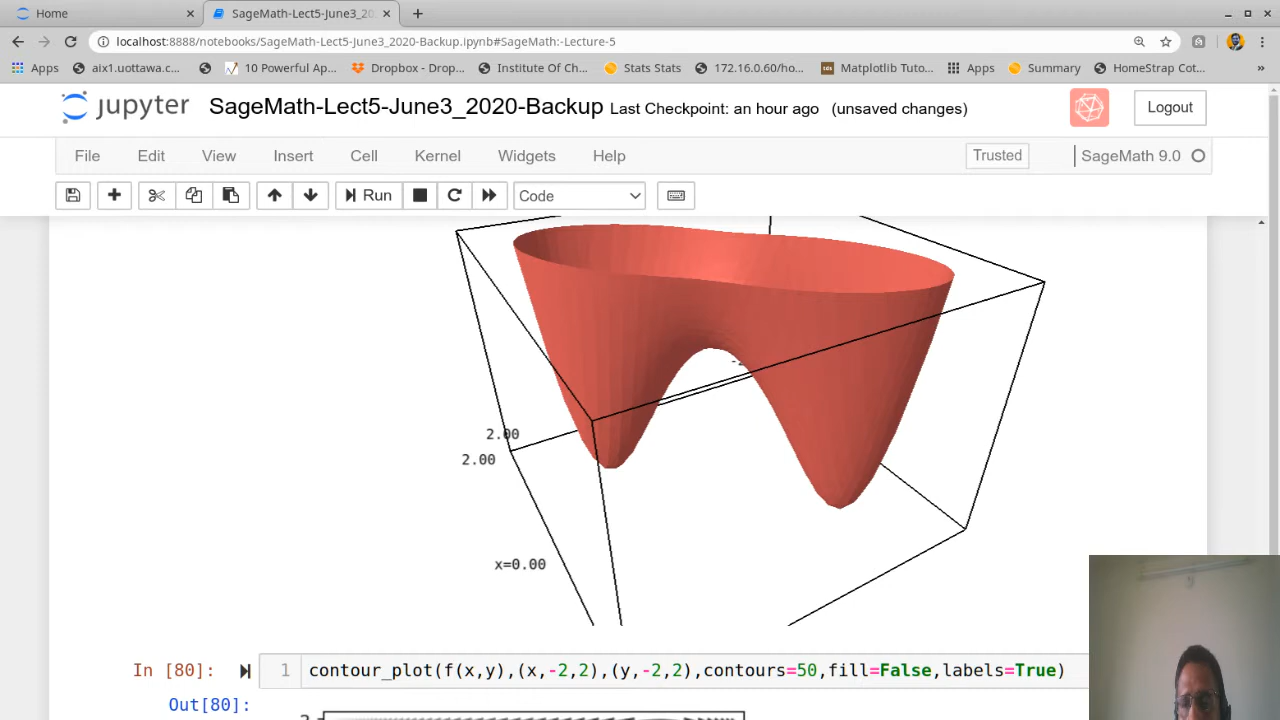 Home
SageMath-Lect5-June3_20
localhost:8888/notebooks/SageMath-Lect5-June3_2020-Backup.ipynb#SageMath:-Lecture-5
Apps aix1.uottawa.c... 10 Powerful Ap... Dropbox - Drop... Institute Of Ch... Stats Stats 172.16.0.60/ho... Matplotlib Tuto... Apps Summary HomeStrap Cot... »
jupyter SageMath-Lect5-June3_2020-Backup Last Checkpoint: an hour ago (unsaved changes) Logout
File Edit View Insert Cell Kernel Widgets Help Trusted SageMath 9.0
Run Code
2.00
2.00
x=0.00
In [80]: 1 contour_plot(f(x,y),(x,-2,2),(y,-2,2),contours=50,fill=False,labels=True)
Out[80]: